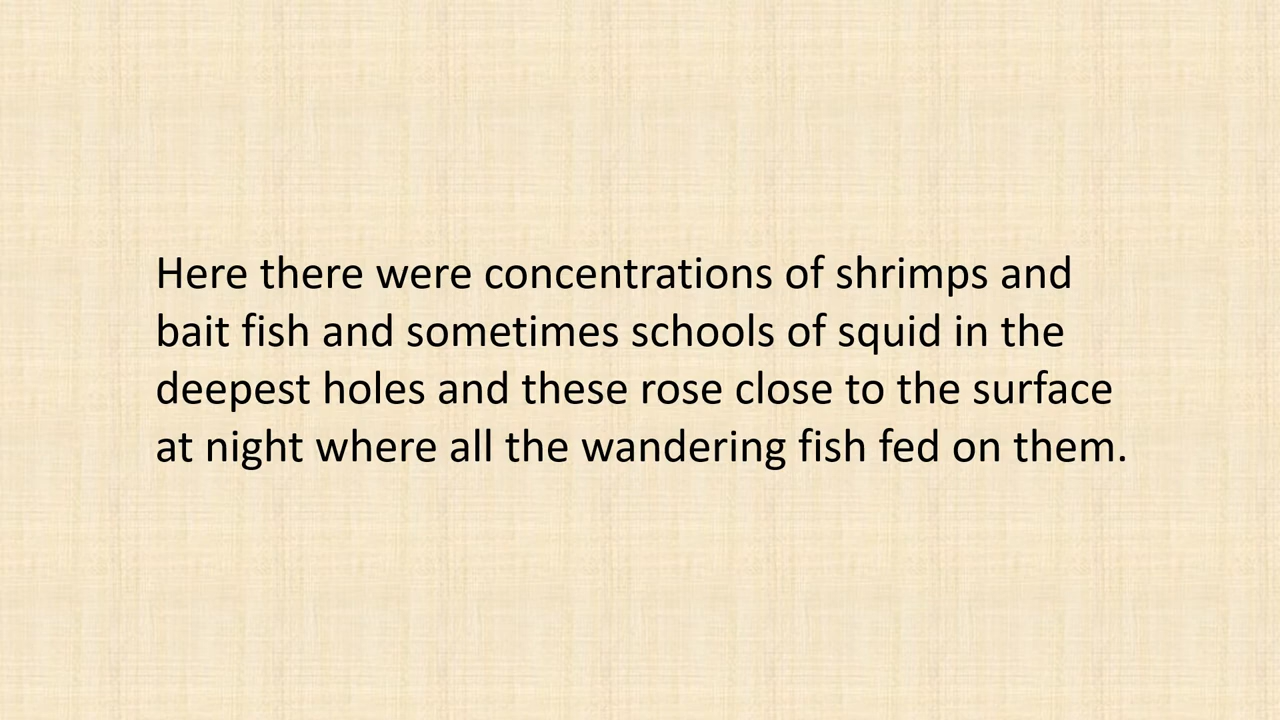 Here there were concentrations of shrimps and
bait fish and sometimes schools of squid in the
deepest holes and these rose close to the surface
at night where all the wandering fish fed on them.